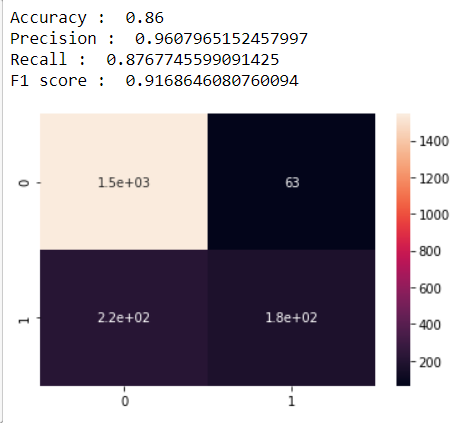 Accuracy :  0.86
Precision :  0.9607965152457997
Recall :  0.8767745599091425
F1 score :  0.9168646080760094
1400
0 1.5e+03 63
1200
1000
800
600
1 2.2e+02 1.8e+02
400
200
0 1